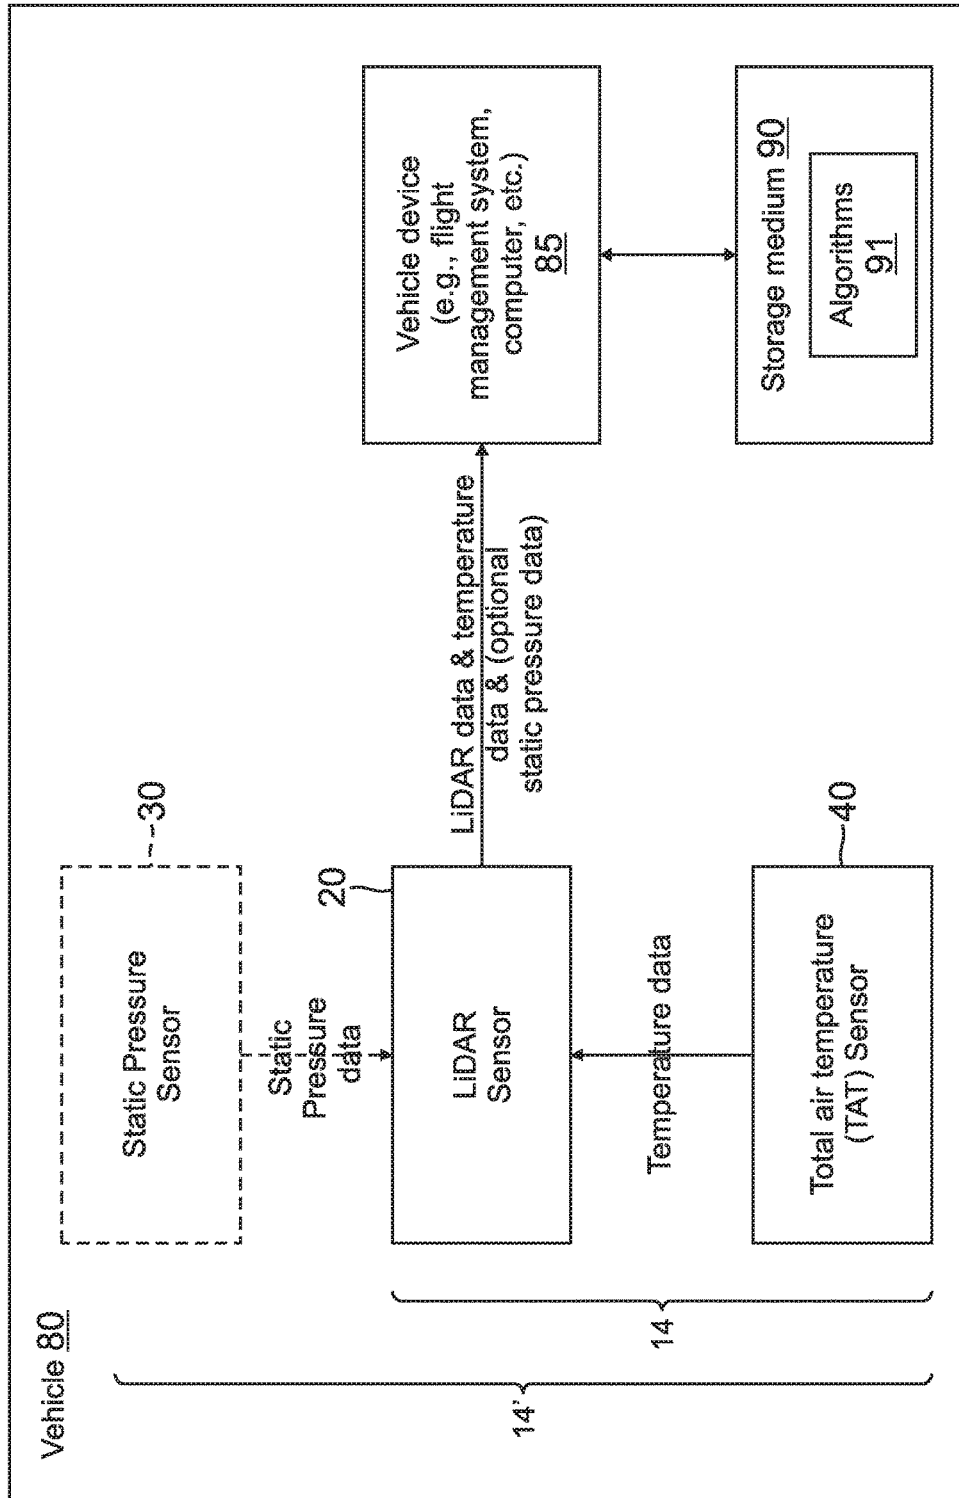 Vehicle 80
Static Pressure
Sensor
30
Static
Pressure
data
20
LiDAR
Sensor
LiDAR data & temperature
data & (optional
static pressure data)
Vehicle device
(e.g., flight
management system,
computer, etc.)
85
Temperature data
40
Total air temperature
(TAT) Sensor
Storage medium 90
Algorithms
91
14
14'